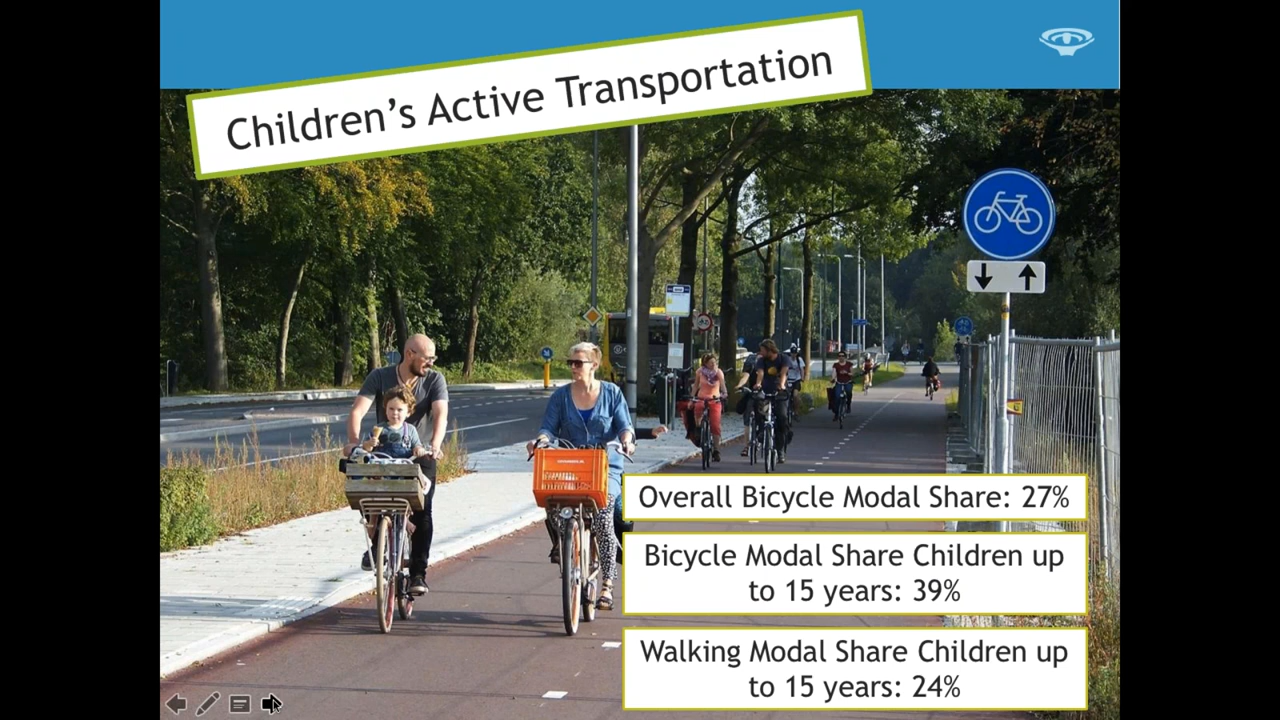 Children's Active Transportation
Overall Bicycle Modal Share: 27%
Bicycle Modal Share Children up
to 15 years: 39%
Walking Modal Share Children up
to 15 years: 24%